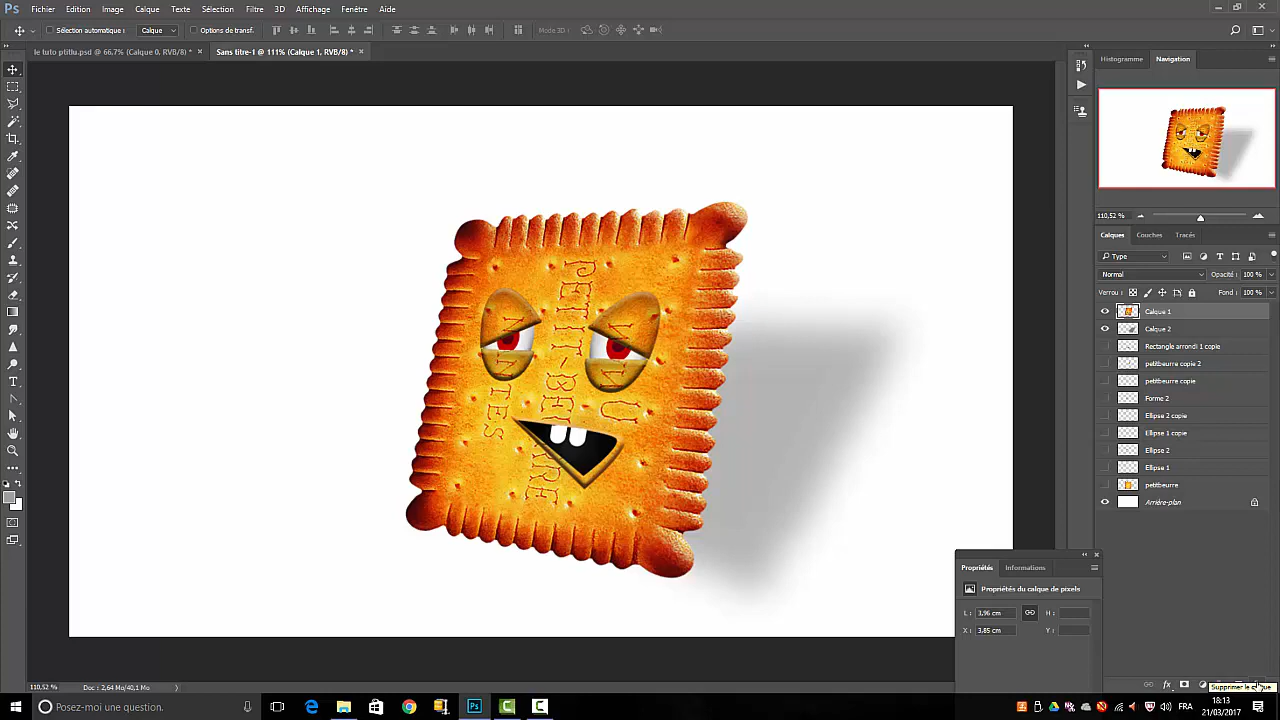 Ps Fichier Edition Image Calque Texte Sélection Filtre 3D Affichage Fenêtre Aide
Sélection automatique : Calque Options de transf. Mode 3D :
le tuto ptitlu.psd @ 66,7% (Calque 0, RVB/8) * × Sans titre-1 @ 111% (Calque 1, RVB/8) * ×
Histogramme Navigation
110,52 %
Calques Couches Tracés
Type
Normal Opacité : 100 %
Verrou : Fond : 100 %
Calque 1
Calque 2
Rectangle arrondi 1 copie
petitbeurre copie 2
petitbeurre copie
Forme 2
Ellipse 2 copie
Ellipse 1 copie
Ellipse 2
Ellipse 1
petitbeurre
Arrière-plan
PETIT-BEURRE
NANTES
LU
Propriétés Informations
Propriétés du calque de pixels
L : 3,96 cm H :
X : 3,85 cm Y :
110,52 % Doc : 2,64 Mo/40,1 Mo
Supprimer le calque
Posez-moi une question.
Ps
FRA
18:13
21/03/2017